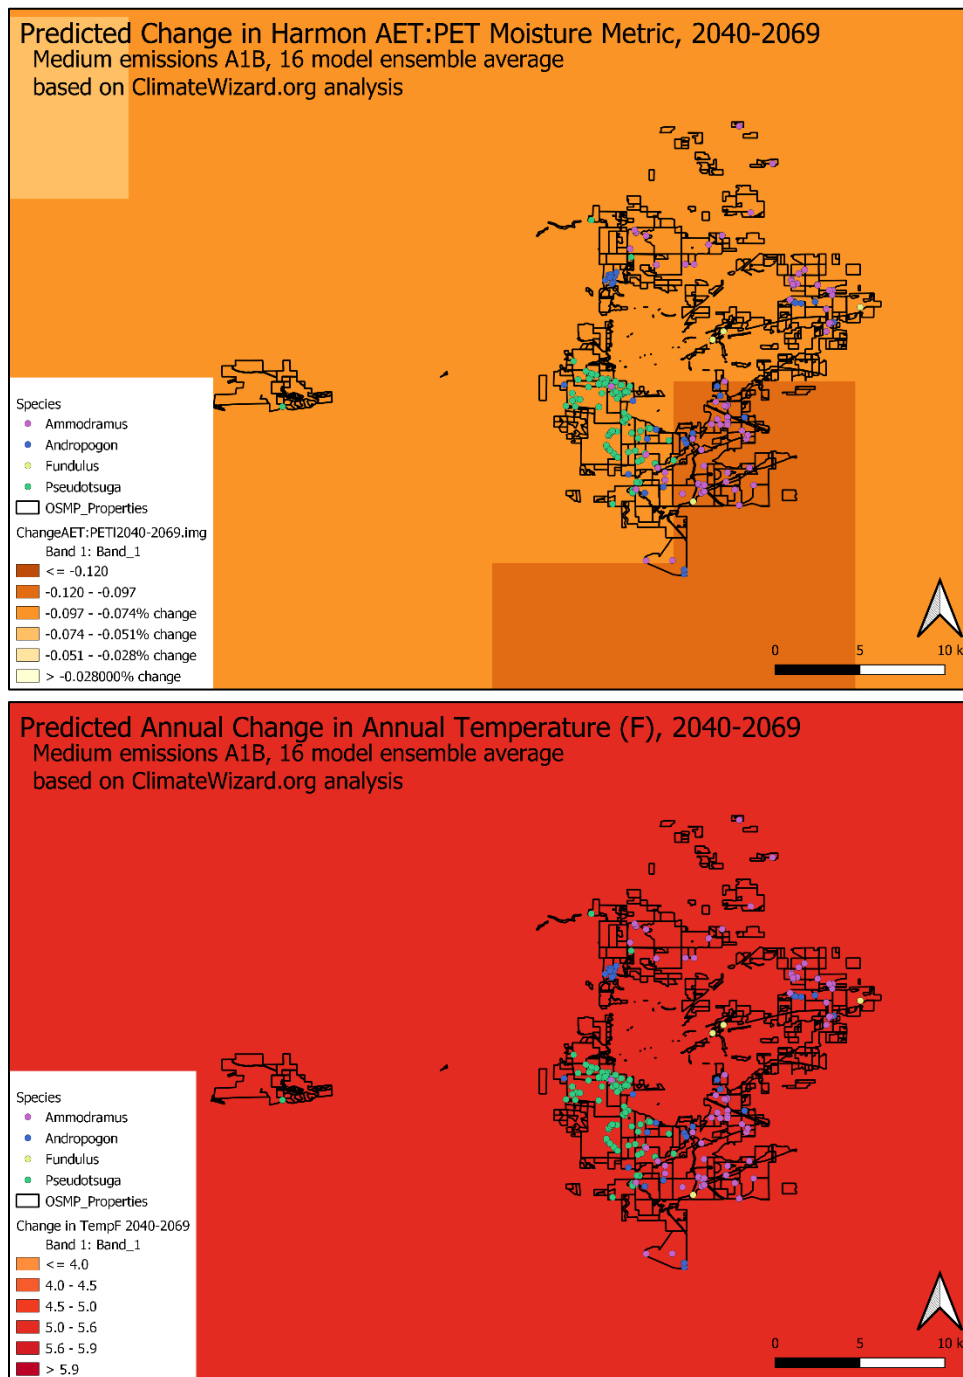 Predicted Change in Harmon AET:PET Moisture Metric, 2040-2069
Medium emissions A1B, 16 model ensemble average
based on ClimateWizard.org analysis
Species
Ammodramus
Andropogon
Fundulus
Pseudotsuga
OSMP_Properties
ChangeAET:PETI2040-2069.img
Band 1: Band_1
<= -0.120
-0.120 - -0.097
-0.097 - -0.074% change
-0.074 - -0.051% change
-0.051 - -0.028% change
> -0.028000% change
0 5 10 k
Predicted Annual Change in Annual Temperature (F), 2040-2069
Medium emissions A1B, 16 model ensemble average
based on ClimateWizard.org analysis
Species
Ammodramus
Andropogon
Fundulus
Pseudotsuga
OSMP_Properties
Change in TempF 2040-2069
Band 1: Band_1
<= 4.0
4.0 - 4.5
4.5 - 5.0
5.0 - 5.6
5.6 - 5.9
> 5.9
0 5 10 k